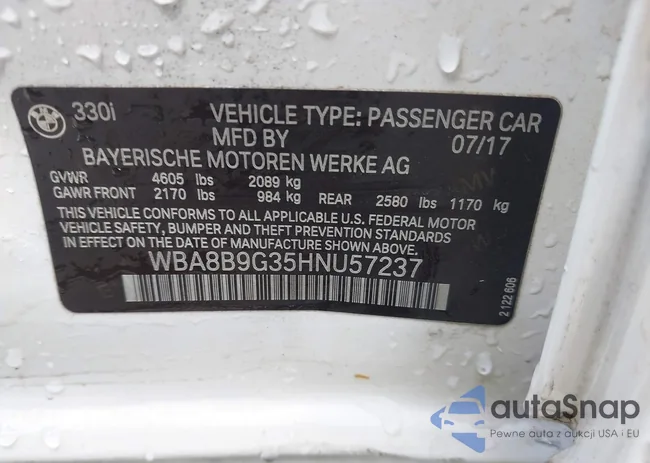 330i VEHICLE TYPE: PASSENGER CAR
MFD BY 07/17
BAYERISCHE MOTOREN WERKE AG
GVWR 4605 lbs 2089 kg
GAWR FRONT 2170 lbs 984 kg REAR 2580 lbs 1170 kg
THIS VEHICLE CONFORMS TO ALL APPLICABLE U.S. FEDERAL MOTOR
VEHICLE SAFETY, BUMPER AND THEFT PREVENTION STANDARDS
IN EFFECT ON THE DATE OF MANUFACTURE SHOWN ABOVE.
WBA8B9G35HNU57237
2 122 606
autoSnap
Pewne auta z aukcji USA i EU